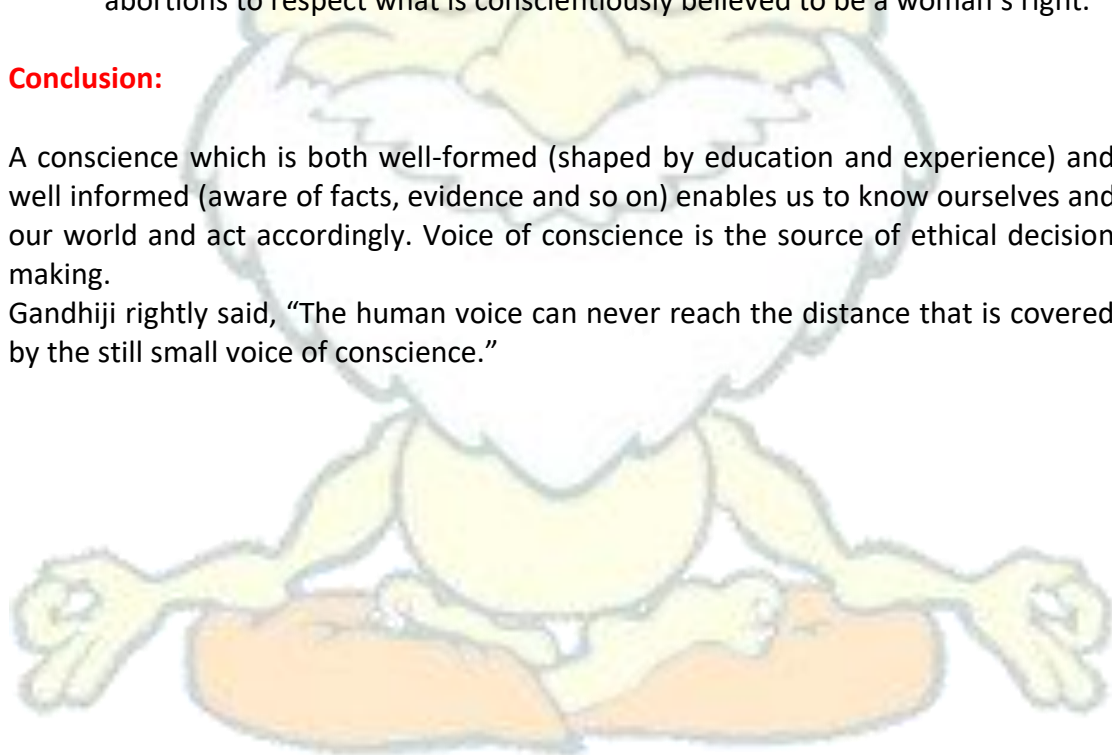 abortions to respect what is conscientiously believed to be a woman's right.
Conclusion:
A conscience which is both well-formed (shaped by education and experience) and
well informed (aware of facts, evidence and so on) enables us to know ourselves and
our world and act accordingly. Voice of conscience is the source of ethical decision
making.
Gandhiji rightly said, “The human voice can never reach the distance that is covered
by the still small voice of conscience.”